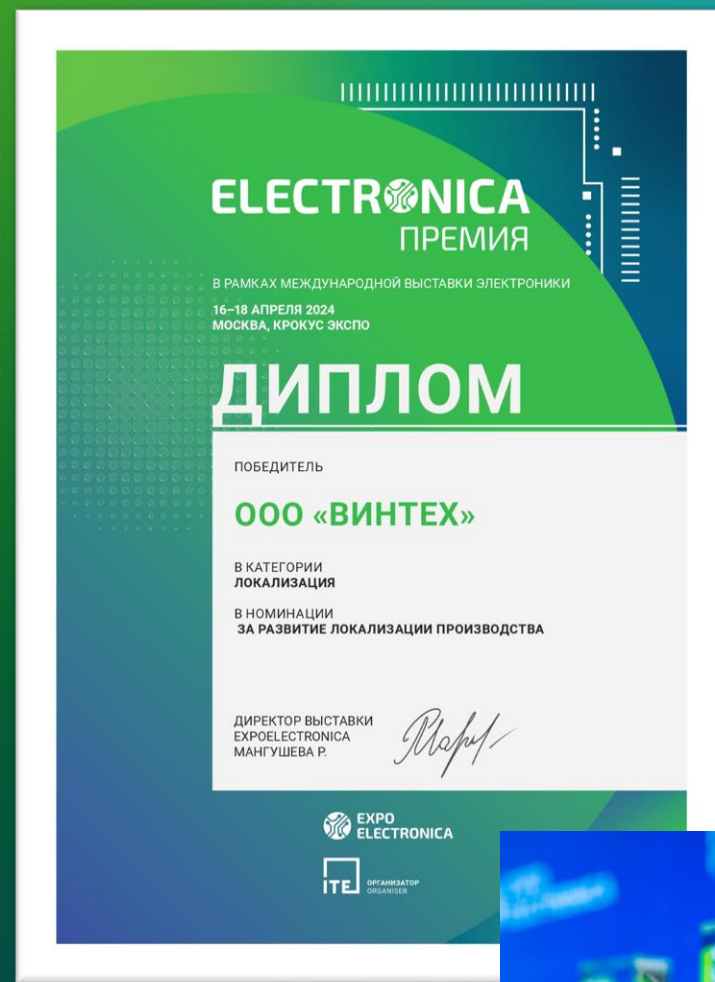 ELECTRONICA
ПРЕМИЯ
В РАМКАХ МЕЖДУНАРОДНОЙ ВЫСТАВКИ ЭЛЕКТРОНИКИ
16–18 АПРЕЛЯ 2024
МОСКВА, КРОКУС ЭКСПО
ДИПЛОМ
ПОБЕДИТЕЛЬ
ООО «ВИНТЕХ»
В КАТЕГОРИИ
ЛОКАЛИЗАЦИЯ
В НОМИНАЦИИ
ЗА РАЗВИТИЕ ЛОКАЛИЗАЦИИ ПРОИЗВОДСТВА
ДИРЕКТОР ВЫСТАВКИ
EXPOELECTRONICA
МАНГУШЕВА Р.
EXPO
ELECTRONICA
ITE ОРГАНИЗАТОР
ORGANISER